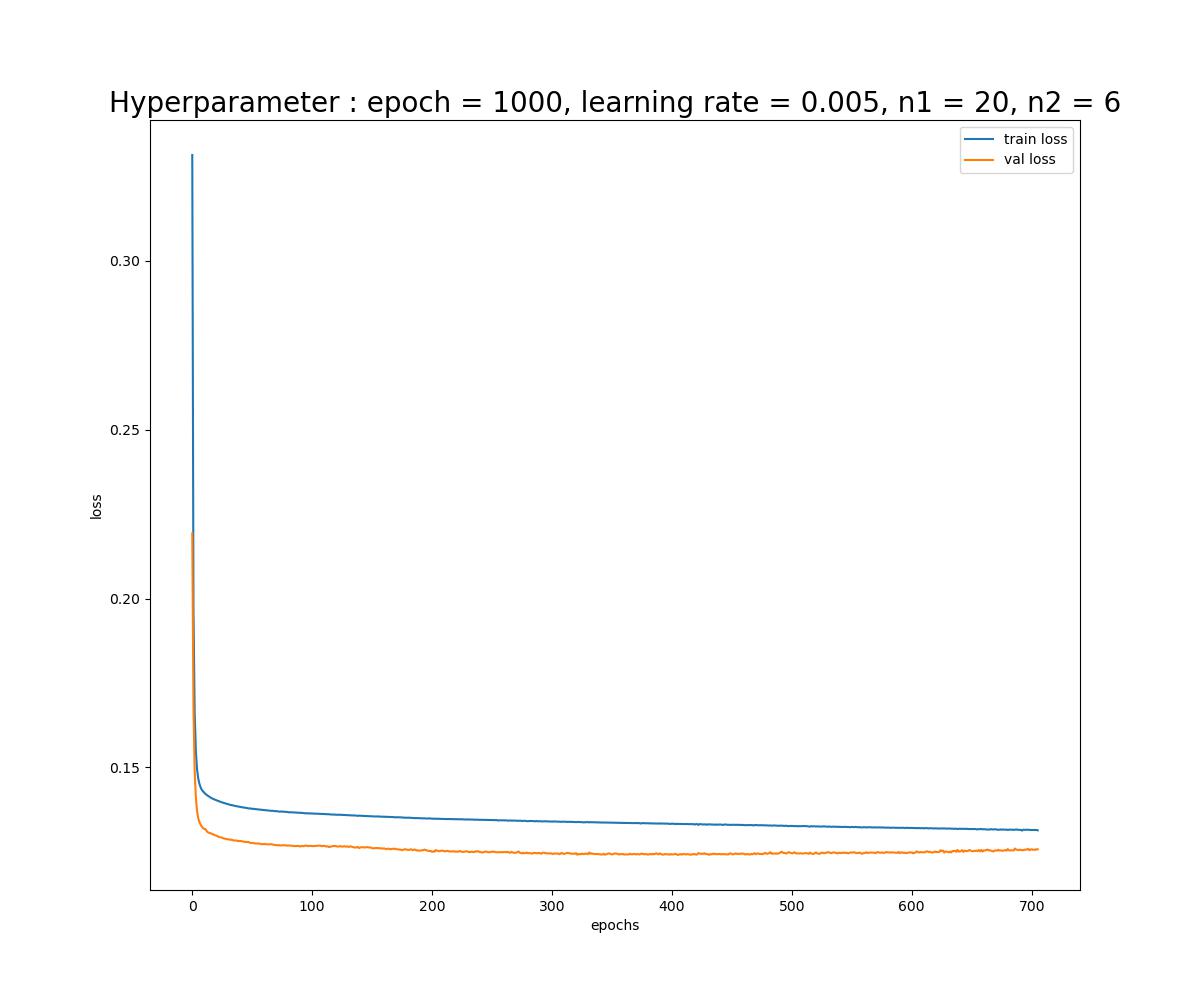 Hyperparameter : epoch = 1000, learning rate = 0.005, n1 = 20, n2 = 6
train loss
val loss
0.30
0.25
0.20
0.15
loss
0 100 200 300 400 500 600 700
epochs